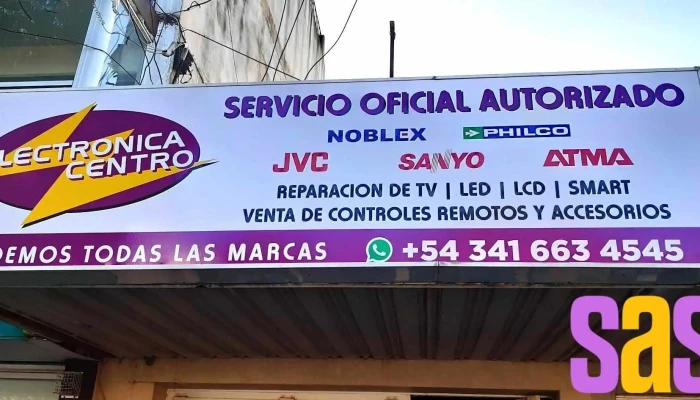 SERVICIO OFICIAL AUTORIZADO
LECTRONICA
CENTRO
NOBLEX PHILCO
JVC SANYO ATMA
REPARACION DE TV | LED | LCD | SMART
VENTA DE CONTROLES REMOTOS Y ACCESORIOS
DEMOS TODAS LAS MARCAS +54 341 663 4545
sas